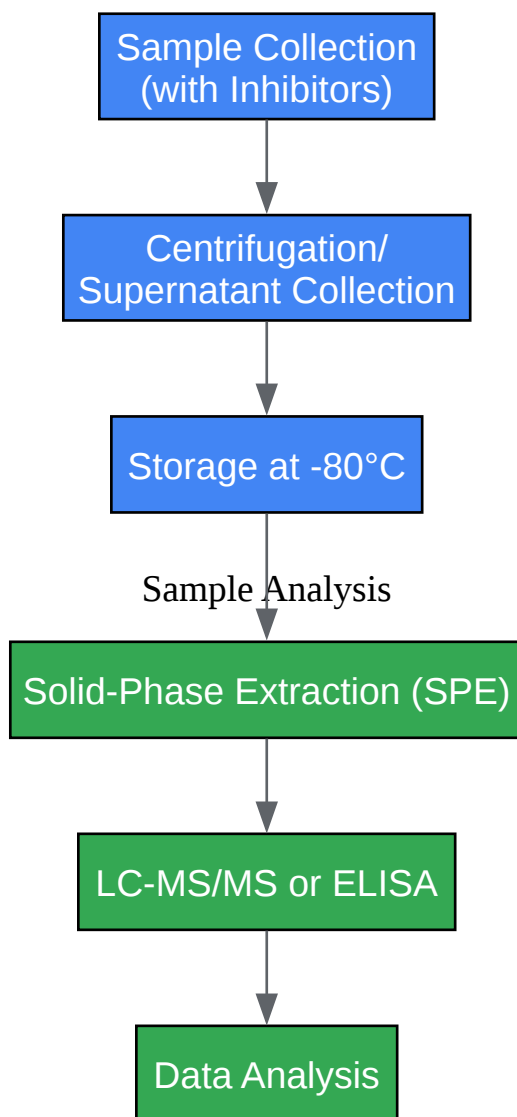 Sample Collection
(with Inhibitors)
Centrifugation/
Supernatant Collection
Storage at -80°C
Sample Analysis
Solid-Phase Extraction (SPE)
LC-MS/MS or ELISA
Data Analysis